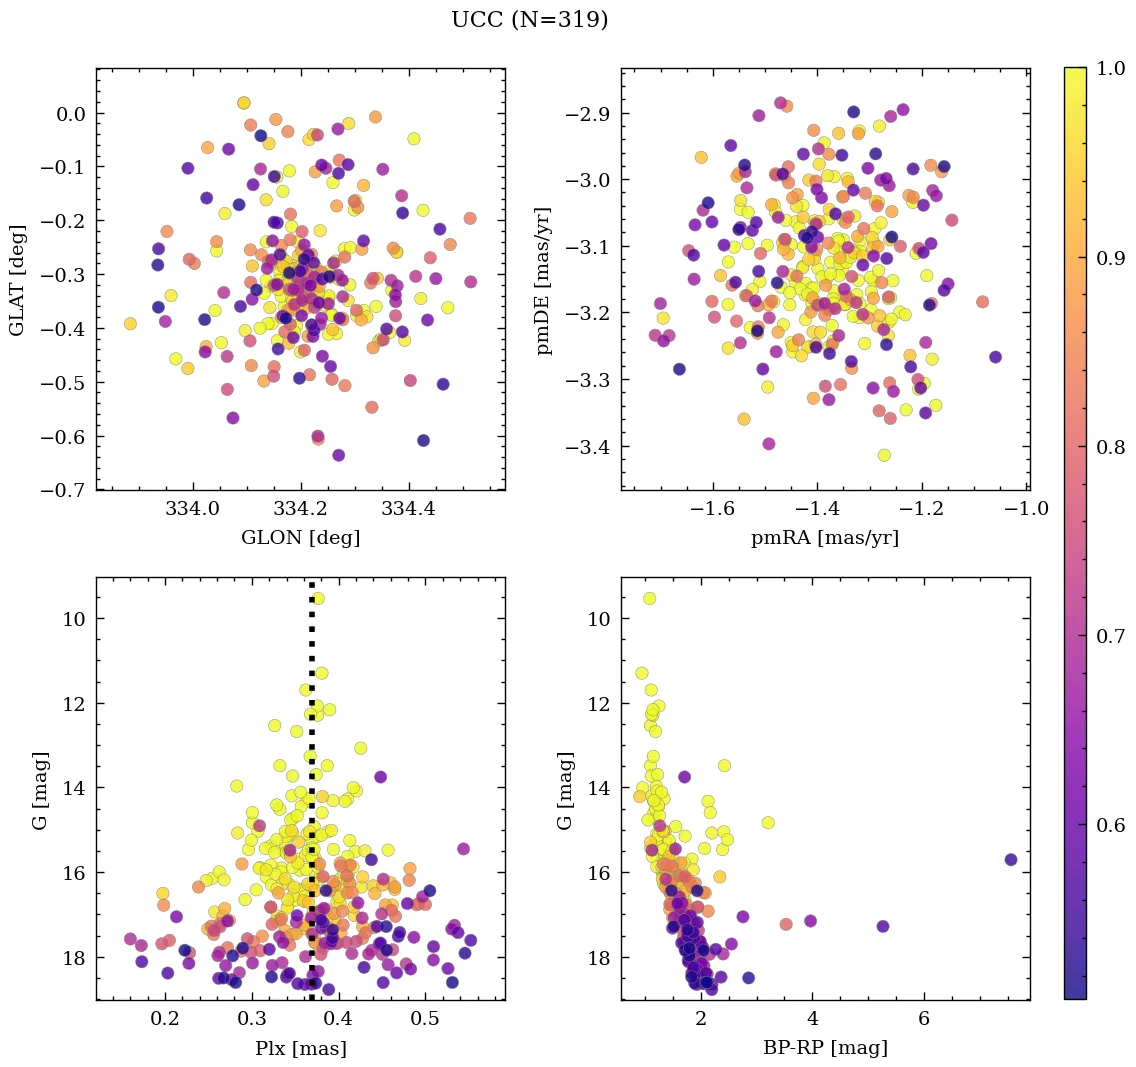 UCC (N=319)
0.0
−0.1
−0.2
−0.3
−0.4
−0.5
−0.6
−0.7
GLAT [deg]
334.0 334.2 334.4
GLON [deg]
−2.9
−3.0
−3.1
−3.2
−3.3
−3.4
pmDE [mas/yr]
−1.6 −1.4 −1.2 −1.0
pmRA [mas/yr]
10
12
14
16
18
G [mag]
0.2 0.3 0.4 0.5
Plx [mas]
10
12
14
16
18
G [mag]
2 4 6
BP-RP [mag]
1.0
0.9
0.8
0.7
0.6